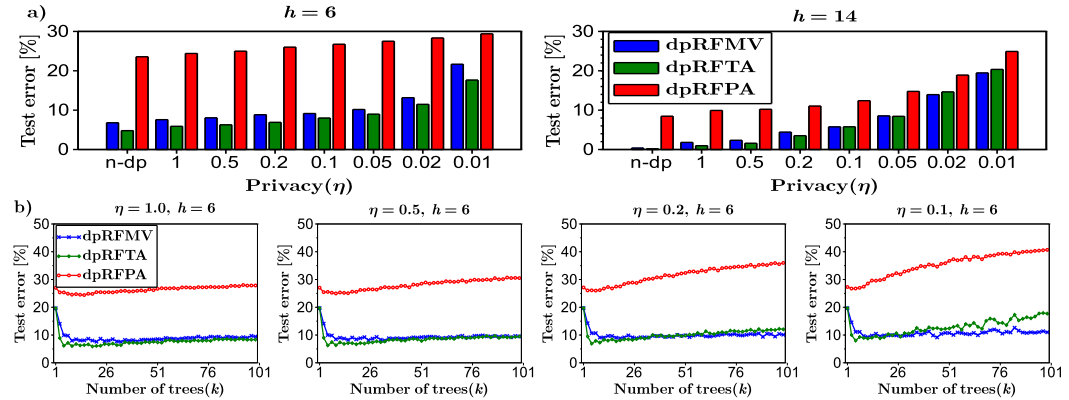 a)
h = 6
Test error [%]
30
20
10
0
n-dp 1 0.5 0.2 0.1 0.05 0.02 0.01
Privacy(η)
h = 14
Test error [%]
30
20
10
0
dpRFMV
dpRFTA
dpRFPA
n-dp 1 0.5 0.2 0.1 0.05 0.02 0.01
Privacy(η)
b)
η = 1.0, h = 6
Test error [%]
50
40
30
20
10
0
dpRFMV
dpRFTA
dpRFPA
1 26 51 76 101
Number of trees(k)
η = 0.5, h = 6
Test error [%]
50
40
30
20
10
0
1 26 51 76 101
Number of trees(k)
η = 0.2, h = 6
Test error [%]
50
40
30
20
10
0
1 26 51 76 101
Number of trees(k)
η = 0.1, h = 6
Test error [%]
50
40
30
20
10
0
1 26 51 76 101
Number of trees(k)